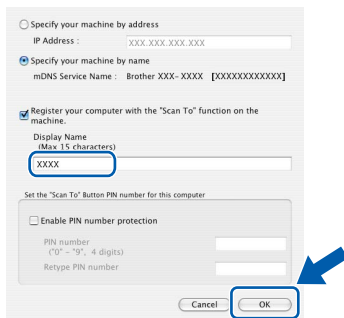 Specify your machine by address
IP Address : XXX.XXX.XXX.XXX
Specify your machine by name
mDNS Service Name : Brother XXX- XXXX [XXXXXXXXXXXX]
Register your computer with the "Scan To" function on the
machine.
Display Name
(Max 15 characters)
XXXX
Set the "Scan To" Button PIN number for this computer
Enable PIN number protection
PIN number
("0" – "9", 4 digits)
Retype PIN number
Cancel OK